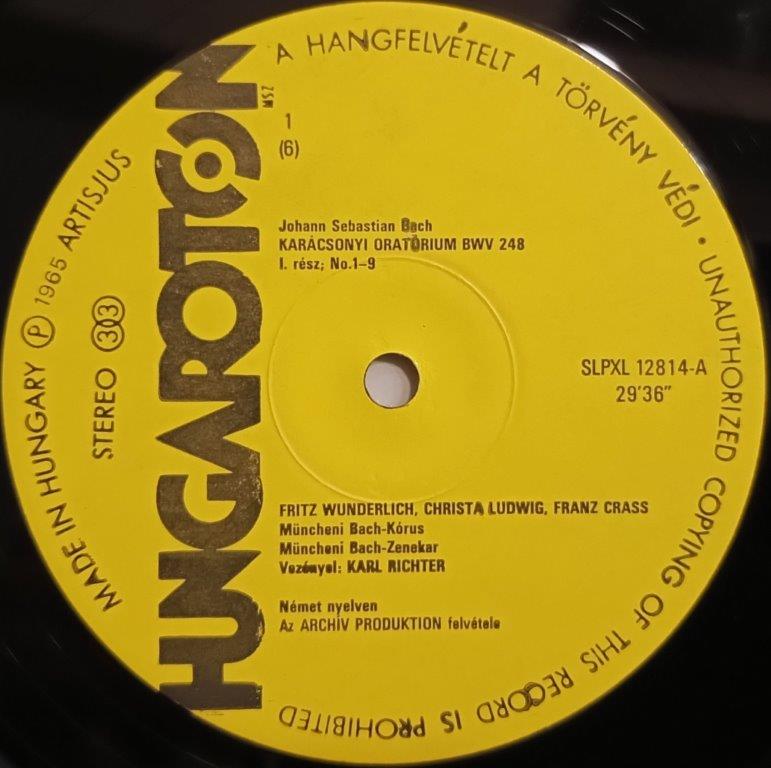 HUNGAROTON
MSZ
1
(6)
Johann Sebastian Bach
KARÁCSONYI ORATÓRIUM BWV 248
I. rész; No.1–9
SLPXL 12814-A
29'36"
FRITZ WUNDERLICH, CHRISTA LUDWIG, FRANZ CRASS
Müncheni Bach-Kórus
Müncheni Bach-Zenekar
Vezényel: KARL RICHTER
Német nyelven
Az ARCHIV PRODUKTION felvétele
STEREO 33
MADE IN HUNGARY Ⓟ 1965 ARTISJUS
A HANGFELVÉTELT A TÖRVÉNY VÉDI • UNAUTHORIZED COPYING OF THIS RECORD IS PROHIBITED